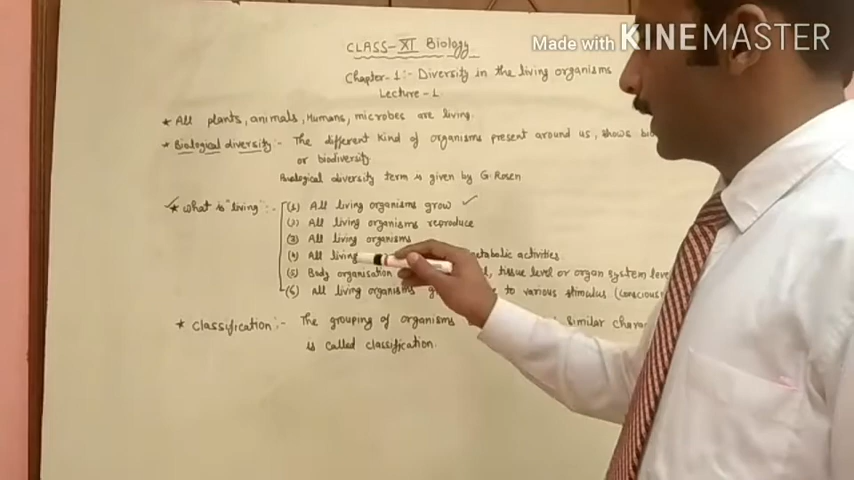 Made with KINEMASTER
CLASS-XI Biology
Chapter-1:- Diversity in the living organisms
Lecture-1
* All plants, animals, Humans, microbes are living.
* Biological diversity:- The different kind of organisms present around us, shows
or biodiversity
diversity term is given by G. Rosen
* What is "living":- (1) All living organisms grow ✓
(2) All living organisms reproduce
(3) All living organisms
(4) All living metabolic activities
(5) Body organisation tissue level or organ system
(6) All living organisms to various stimulus
* Classification:- The grouping of organisms similar
is called classification.